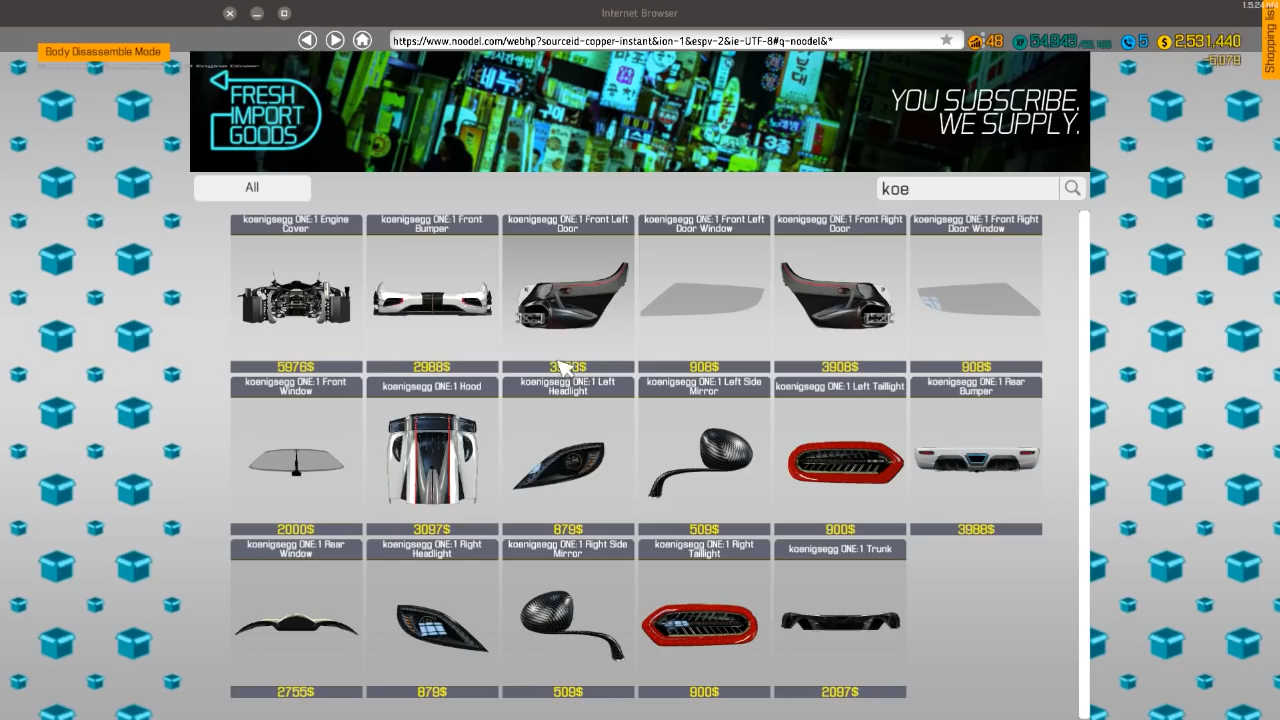 1.5.24
Internet Browser
Shopping list
Body Disassemble Mode
https://www.noodel.com/webhp?sourceid-copper-instant&ion-1&espv-2&ie-UTF-8#q-noodel&*
48
54,943
5
$ 2,531,440
-5079
FRESH
IMPORT
GOODS
YOU SUBSCRIBE,
WE SUPPLY.
All
koe
koenigsegg ONE:1 Engine
Cover
koenigsegg ONE:1 Front
Bumper
koenigsegg ONE:1 Front Left
Door
koenigsegg ONE:1 Front Left
Door Window
koenigsegg ONE:1 Front Right
Door
koenigsegg ONE:1 Front Right
Door Window
5976$
2988$
908$
3908$
908$
koenigsegg ONE:1 Front
Window
koenigsegg ONE:1 Hood
koenigsegg ONE:1 Left
Headlight
koenigsegg ONE:1 Left Side
Mirror
koenigsegg ONE:1 Left Taillight
koenigsegg ONE:1 Rear
Bumper
2000$
3097$
879$
509$
900$
3988$
koenigsegg ONE:1 Rear
Window
koenigsegg ONE:1 Right
Headlight
koenigsegg ONE:1 Right Side
Mirror
koenigsegg ONE:1 Right
Taillight
koenigsegg ONE:1 Trunk
2755$
879$
509$
900$
2097$